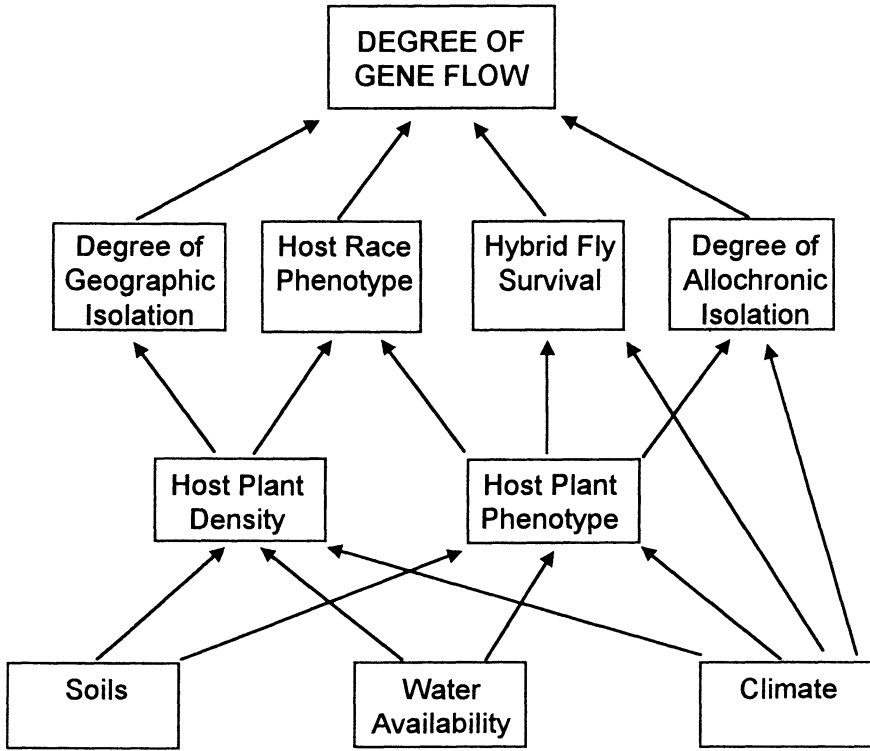 DEGREE OF
GENE FLOW
Degree of
Geographic
Isolation
Host Race
Phenotype
Hybrid Fly
Survival
Degree of
Allochronic
Isolation
Host Plant
Density
Host Plant
Phenotype
Soils
Water
Availability
Climate